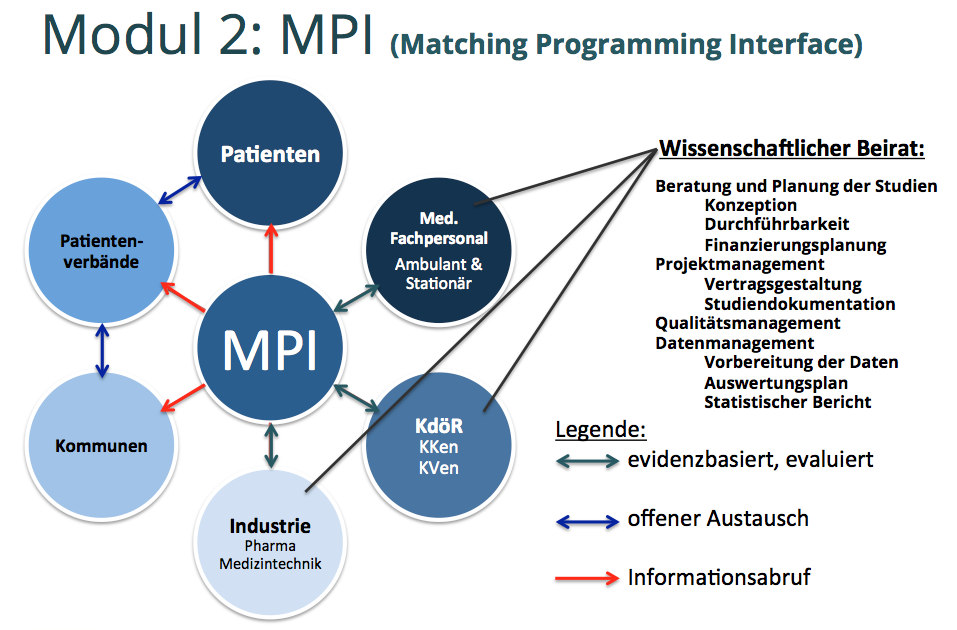 Modul 2: MPI (Matching Programming Interface)
Patienten
Wissenschaftlicher Beirat:
Beratung und Planung der Studien
Konzeption
Durchführbarkeit
Finanzierungsplanung
Projektmanagement
Vertragsgestaltung
Studiendokumentation
Qualitätsmanagement
Datenmanagement
Vorbereitung der Daten
Auswertungsplan
Statistischer Bericht
Med.
Fachpersonal
Ambulant &
Stationär
Patienten-
verbände
MPI
Kommunen
KdöR
KKen
KVen
Industrie
Pharma
Medizintechnik
Legende:
evidenzbasiert, evaluiert
offener Austausch
Informationsabruf